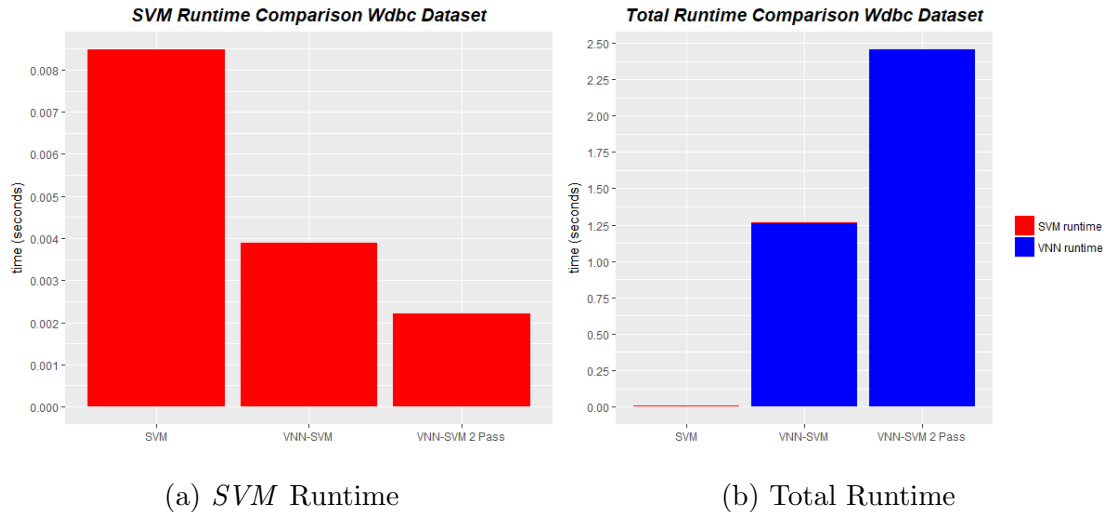 SVM Runtime Comparison Wdbc Dataset
time (seconds)
0.008
0.007
0.006
0.005
0.004
0.003
0.002
0.001
0.000
SVM
VNN-SVM
VNN-SVM 2 Pass
(a) SVM Runtime
Total Runtime Comparison Wdbc Dataset
time (seconds)
2.50
2.25
2.00
1.75
1.50
1.25
1.00
0.75
0.50
0.25
0.00
SVM
VNN-SVM
VNN-SVM 2 Pass
SVM runtime
VNN runtime
(b) Total Runtime